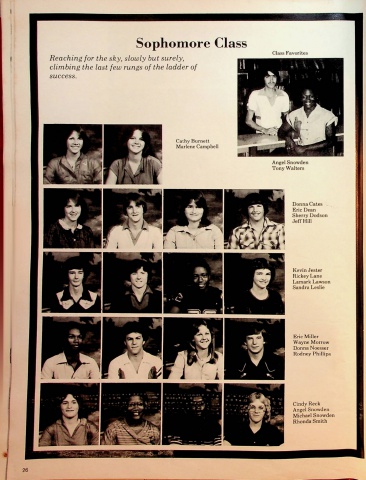 Sophomore Class
Reaching for the sky, slowly but surely,
climbing the last few rungs of the ladder of
success.
Class Favorites
Angel Snowden
Tony Walters
Cathy Burnett
Marlene Campbell
Donna Cates
Eric Dean
Sherry Dodson
Jeff Hill
Kevin Jester
Rickey Lane
Lamark Lawson
Sandra Leslie
Eric Miller
Wayne Morrow
Donna Noesser
Rodney Phillips
Cindy Reck
Angel Snowden
Michael Snowden
Rhonda Smith
26